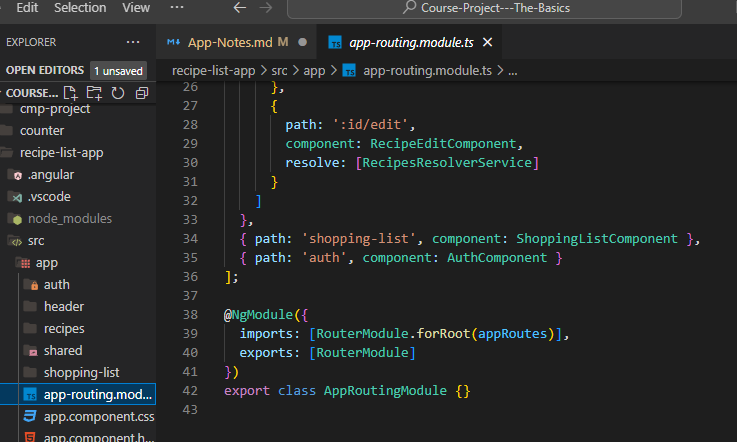 Edit Selection View ··· Course-Project---The-Basics
EXPLORER ···
App-Notes.md M
TS app-routing.module.ts
OPEN EDITORS 1 unsaved
recipe-list-app > src > app > TS app-routing.module.ts > ...
COURSE...
cmp-project
counter
recipe-list-app
.angular
.vscode
node_modules
src
app
auth
header
recipes
shared
shopping-list
TS app-routing.mod...
app.component.css
app.component.h...
26 },
27 {
28 path: ':id/edit',
29 component: RecipeEditComponent,
30 resolve: [RecipesResolverService]
31 }
32 ]
33 },
34 { path: 'shopping-list', component: ShoppingListComponent },
35 { path: 'auth', component: AuthComponent }
36 ];
37
38 @NgModule({
39 imports: [RouterModule.forRoot(appRoutes)],
40 exports: [RouterModule]
41 })
42 export class AppRoutingModule {}
43